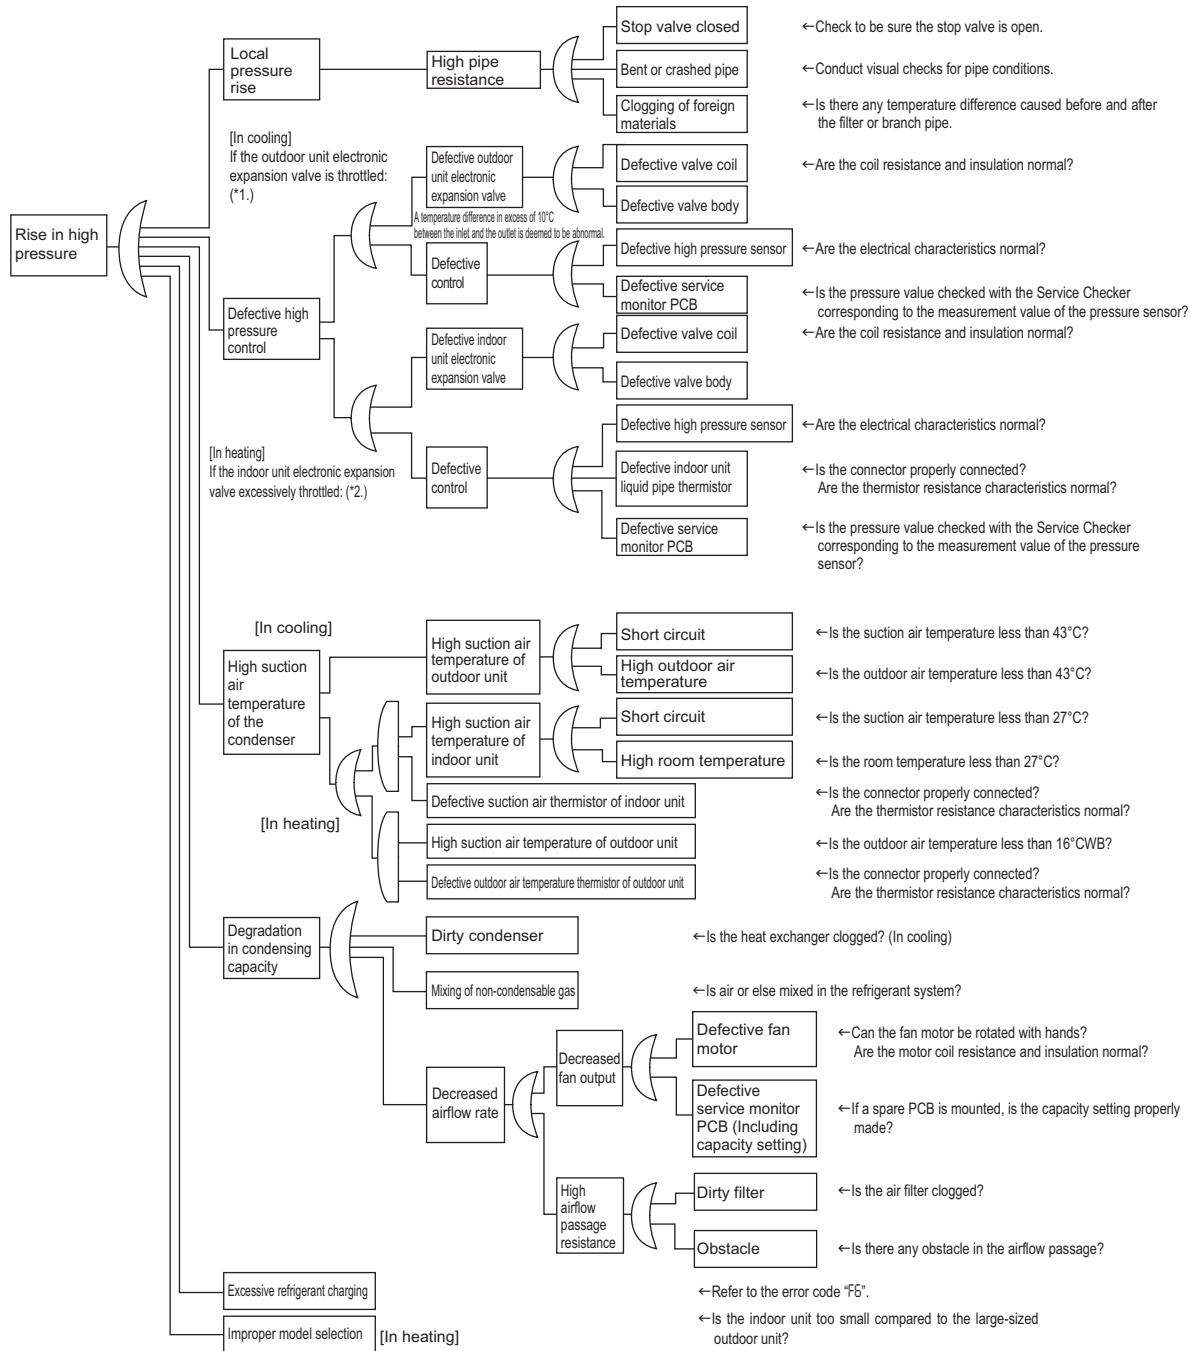 Stop valve closed
←Check to be sure the stop valve is open.
Local
pressure
rise
High pipe
resistance
Bent or crashed pipe
←Conduct visual checks for pipe conditions.
Clogging of foreign
materials
←Is there any temperature difference caused before and after
the filter or branch pipe.
[In cooling]
If the outdoor unit electronic
expansion valve is throttled:
(*1.)
Defective outdoor
unit electronic
expansion valve
Defective valve coil
←Are the coil resistance and insulation normal?
Defective valve body
Rise in high
pressure
A temperature difference in excess of 10°C
between the inlet and the outlet is deemed to be abnormal.
Defective
control
Defective high pressure sensor
←Are the electrical characteristics normal?
Defective service
monitor PCB
←Is the pressure value checked with the Service Checker
corresponding to the measurement value of the pressure sensor?
Defective high
pressure
control
Defective indoor
unit electronic
expansion valve
Defective valve coil
←Are the coil resistance and insulation normal?
Defective valve body
[In heating]
If the indoor unit electronic expansion
valve excessively throttled: (*2.)
Defective
control
Defective high pressure sensor
←Are the electrical characteristics normal?
Defective indoor unit
liquid pipe thermistor
←Is the connector properly connected?
Are the thermistor resistance characteristics normal?
Defective service
monitor PCB
←Is the pressure value checked with the Service Checker
corresponding to the measurement value of the pressure
sensor?
[In cooling]
High suction
air
temperature
of the
condenser
High suction air
temperature of
outdoor unit
Short circuit
←Is the suction air temperature less than 43°C?
High outdoor air
temperature
←Is the outdoor air temperature less than 43°C?
High suction air
temperature of
indoor unit
Short circuit
←Is the suction air temperature less than 27°C?
High room temperature
←Is the room temperature less than 27°C?
Defective suction air thermistor of indoor unit
←Is the connector properly connected?
Are the thermistor resistance characteristics normal?
[In heating]
High suction air temperature of outdoor unit
←Is the outdoor air temperature less than 16°CWB?
Defective outdoor air temperature thermistor of outdoor unit
←Is the connector properly connected?
Are the thermistor resistance characteristics normal?
Degradation
in condensing
capacity
Dirty condenser
←Is the heat exchanger clogged? (In cooling)
Mixing of non-condensable gas
←Is air or else mixed in the refrigerant system?
Decreased
airflow rate
Decreased
fan output
Defective fan
motor
←Can the fan motor be rotated with hands?
Are the motor coil resistance and insulation normal?
Defective
service monitor
PCB (Including
capacity setting)
←If a spare PCB is mounted, is the capacity setting properly
made?
High
airflow
passage
resistance
Dirty filter
←Is the air filter clogged?
Obstacle
←Is there any obstacle in the airflow passage?
Excessive refrigerant charging
←Refer to the error code “F6”.
Improper model selection
[In heating]
←Is the indoor unit too small compared to the large-sized
outdoor unit?